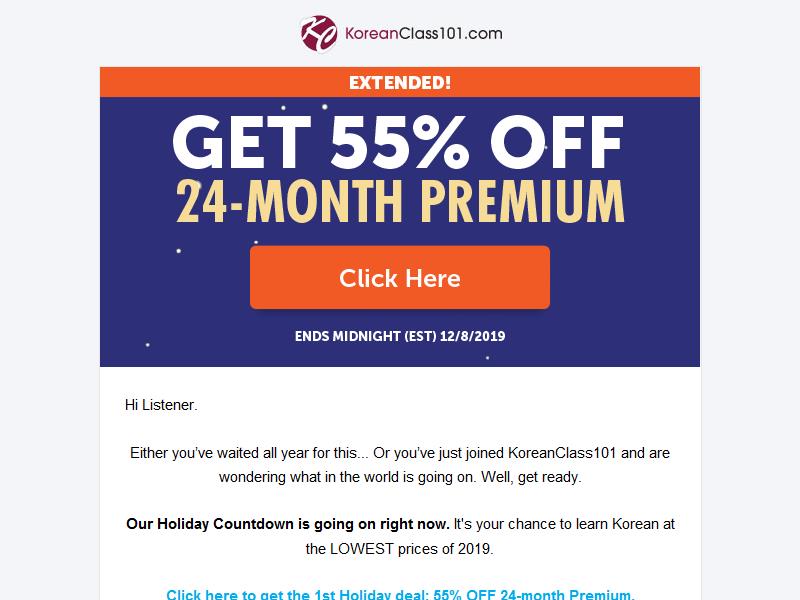 KoreanClass101.com
EXTENDED!
GET 55% OFF
24-MONTH PREMIUM
Click Here
ENDS MIDNIGHT (EST) 12/8/2019
Hi Listener.
Either you’ve waited all year for this... Or you’ve just joined KoreanClass101 and are
wondering what in the world is going on. Well, get ready.
Our Holiday Countdown is going on right now. It's your chance to learn Korean at
the LOWEST prices of 2019.
Click here to get the 1st Holiday deal: 55% OFF 24-month Premium.